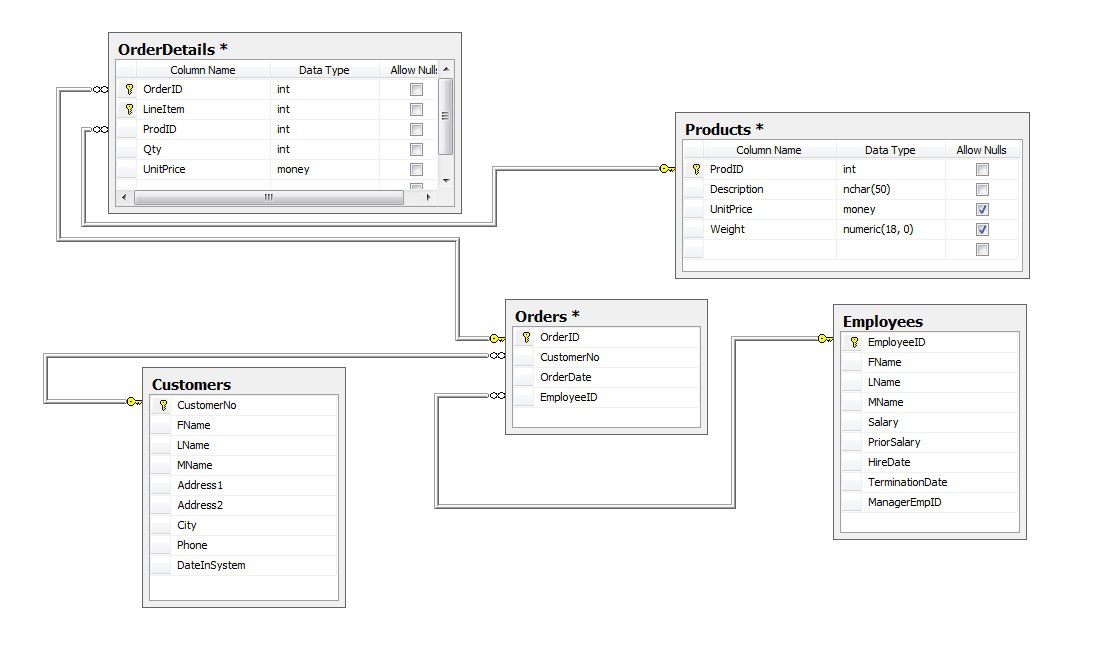 OrderDetails *
Column Name Data Type Allow Nulls
OrderID int
LineItem int
ProdID int
Qty int
UnitPrice money
Products *
Column Name Data Type Allow Nulls
ProdID int
Description nchar(50)
UnitPrice money
Weight numeric(18, 0)
Orders *
OrderID
CustomerNo
OrderDate
EmployeeID
Employees
EmployeeID
FName
LName
MName
Salary
PriorSalary
HireDate
TerminationDate
ManagerEmpID
Customers
CustomerNo
FName
LName
MName
Address1
Address2
City
Phone
DateInSystem